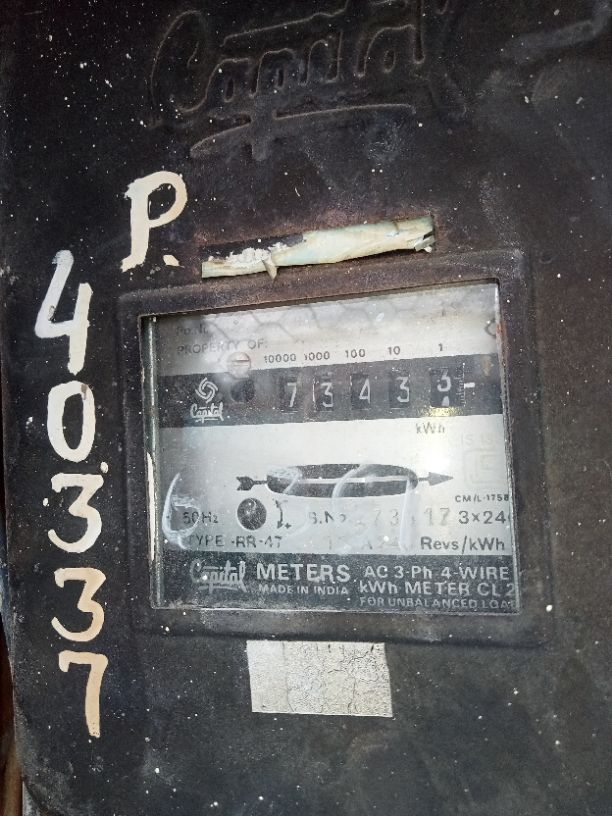 Capital
P.
40337
PROPERTY OF:
10000 1000 100 10 1
7 3 4 3 3
Capital
kWh
CM/L-1758
50Hz S.No 17 3×24
TYPE -RR-47 Revs/kWh
Capital METERS AC 3-Ph 4-WIRE
MADE IN INDIA kWh METER CL 2
FOR UNBALANCED LOA